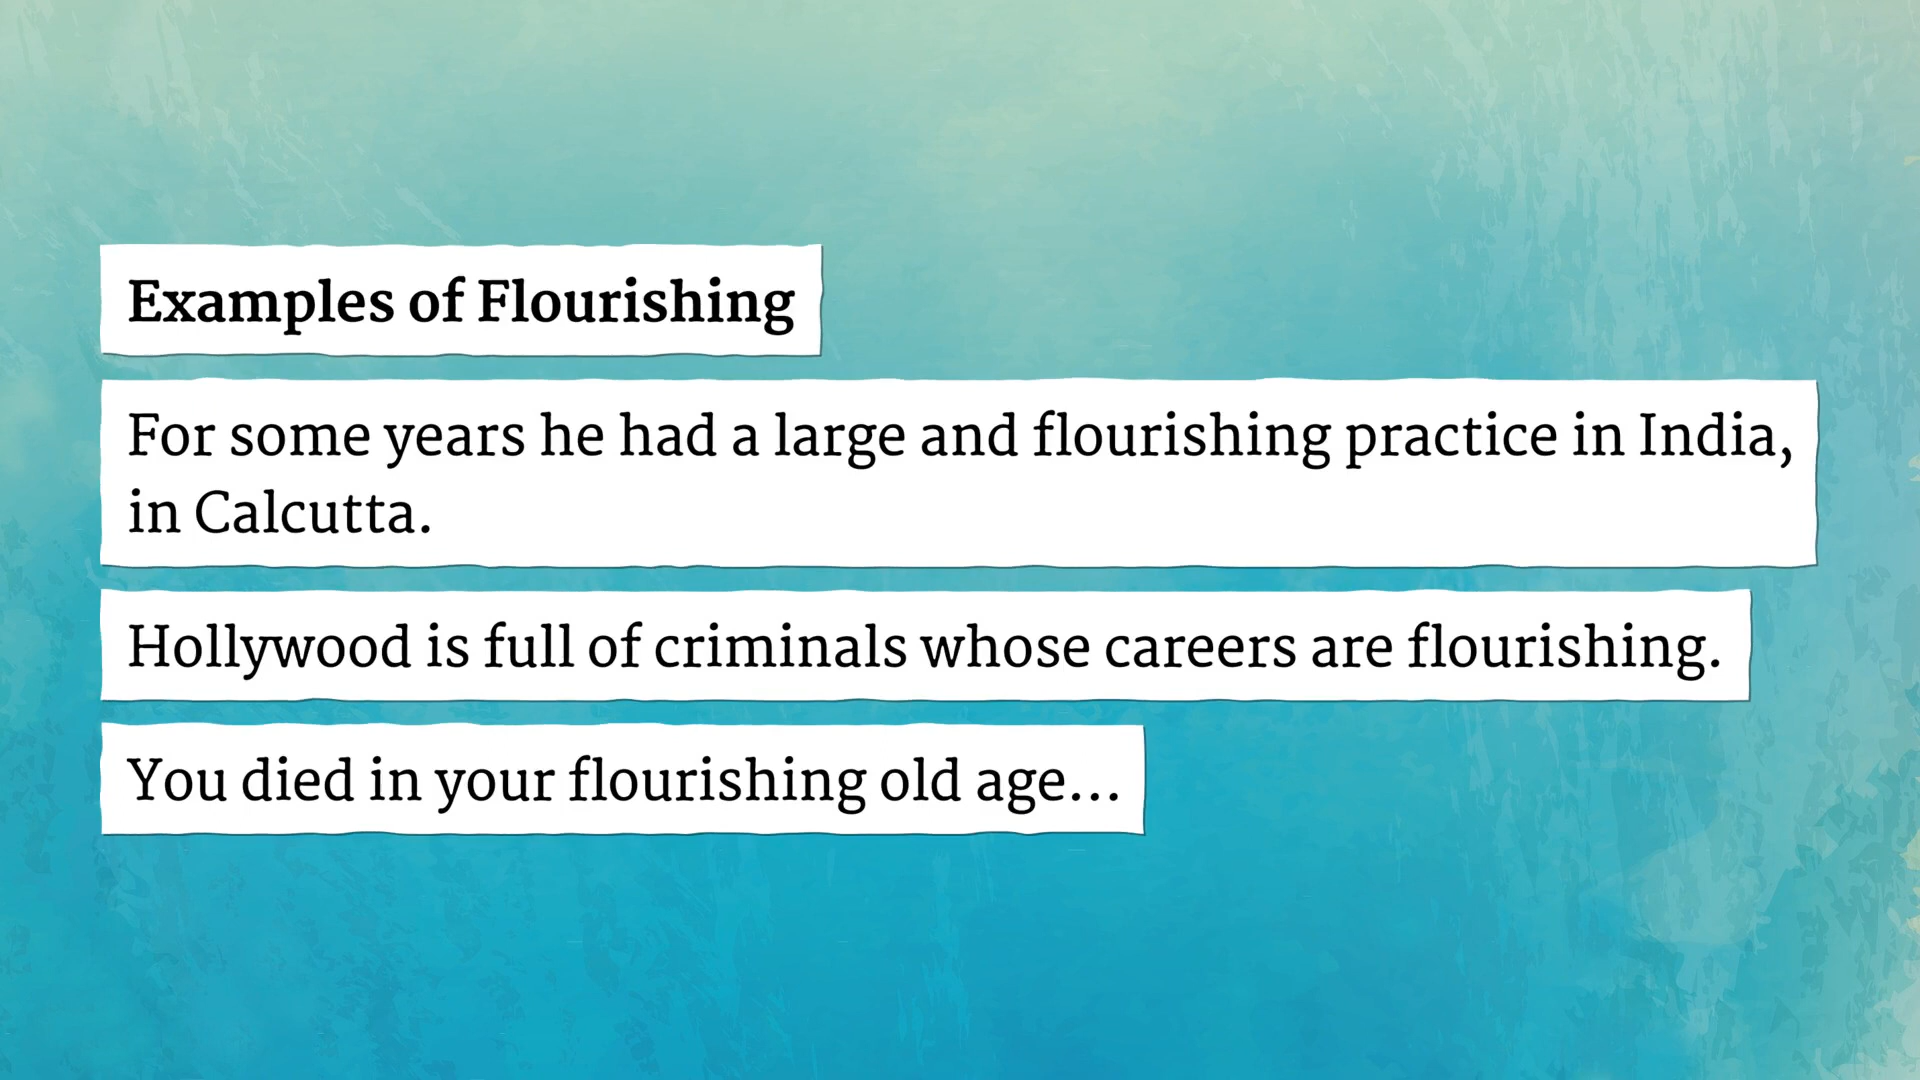 Examples of Flourishing
For some years he had a large and flourishing practice in India,
in Calcutta.
Hollywood is full of criminals whose careers are flourishing.
You died in your flourishing old age...